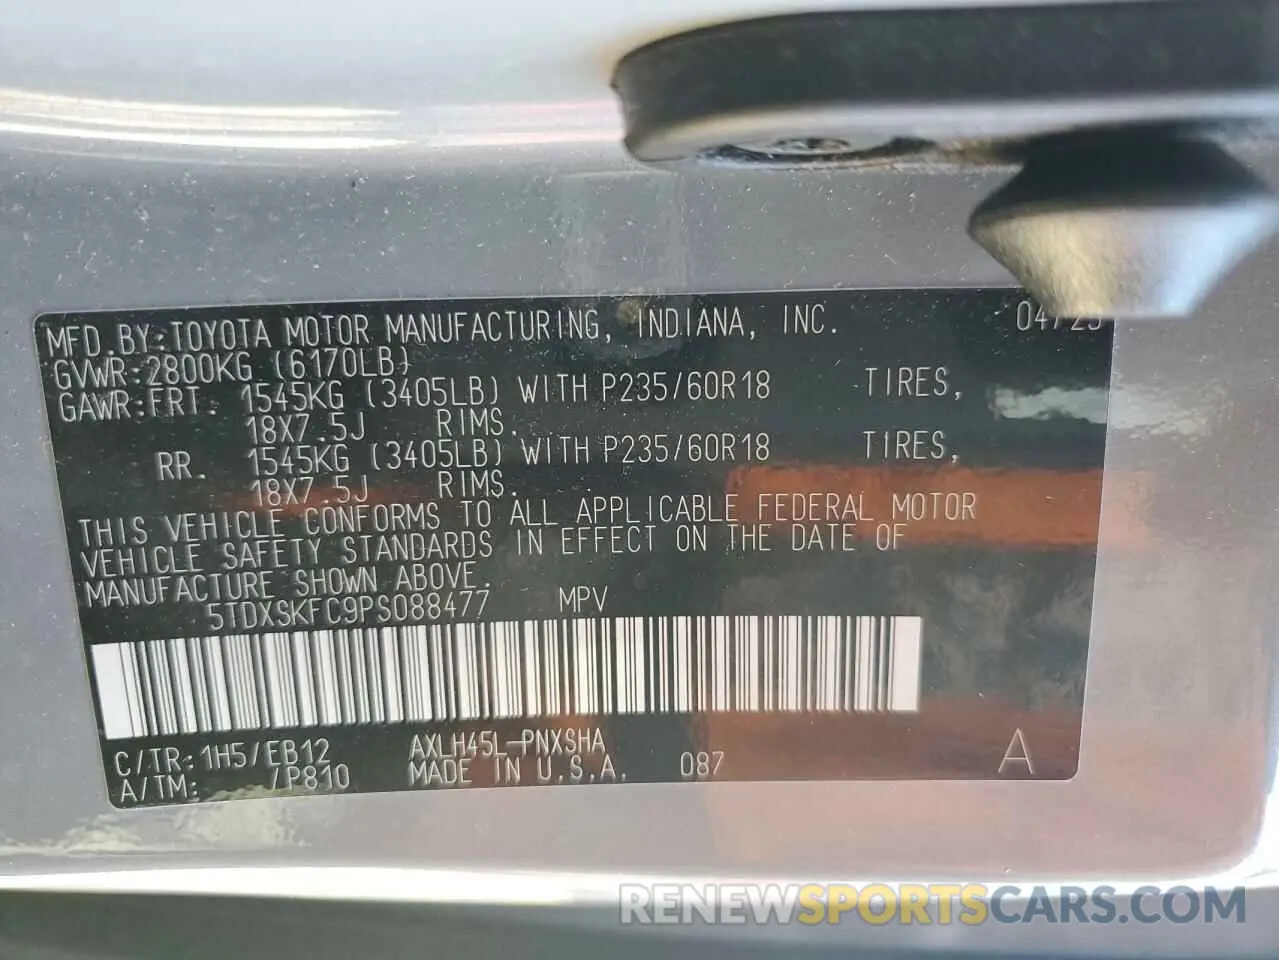 MFD.BY:TOYOTA MOTOR MANUFACTURING, INDIANA, INC. 04/23
GVWR:2800KG (6170LB)
GAWR:FRT. 1545KG (3405LB) WITH P235/60R18 TIRES,
18X7.5J RIMS.
RR. 1545KG (3405LB) WITH P235/60R18 TIRES,
18X7.5J RIMS.
THIS VEHICLE CONFORMS TO ALL APPLICABLE FEDERAL MOTOR
VEHICLE SAFETY STANDARDS IN EFFECT ON THE DATE OF
MANUFACTURE SHOWN ABOVE.
5TDXSKFC9PS088477 MPV
C/TR:1H5/EB12 AXLH45L-PNXSHA
A/TM: /P810 MADE IN U.S.A. 087 A
RENEWSPORTSCARS.COM